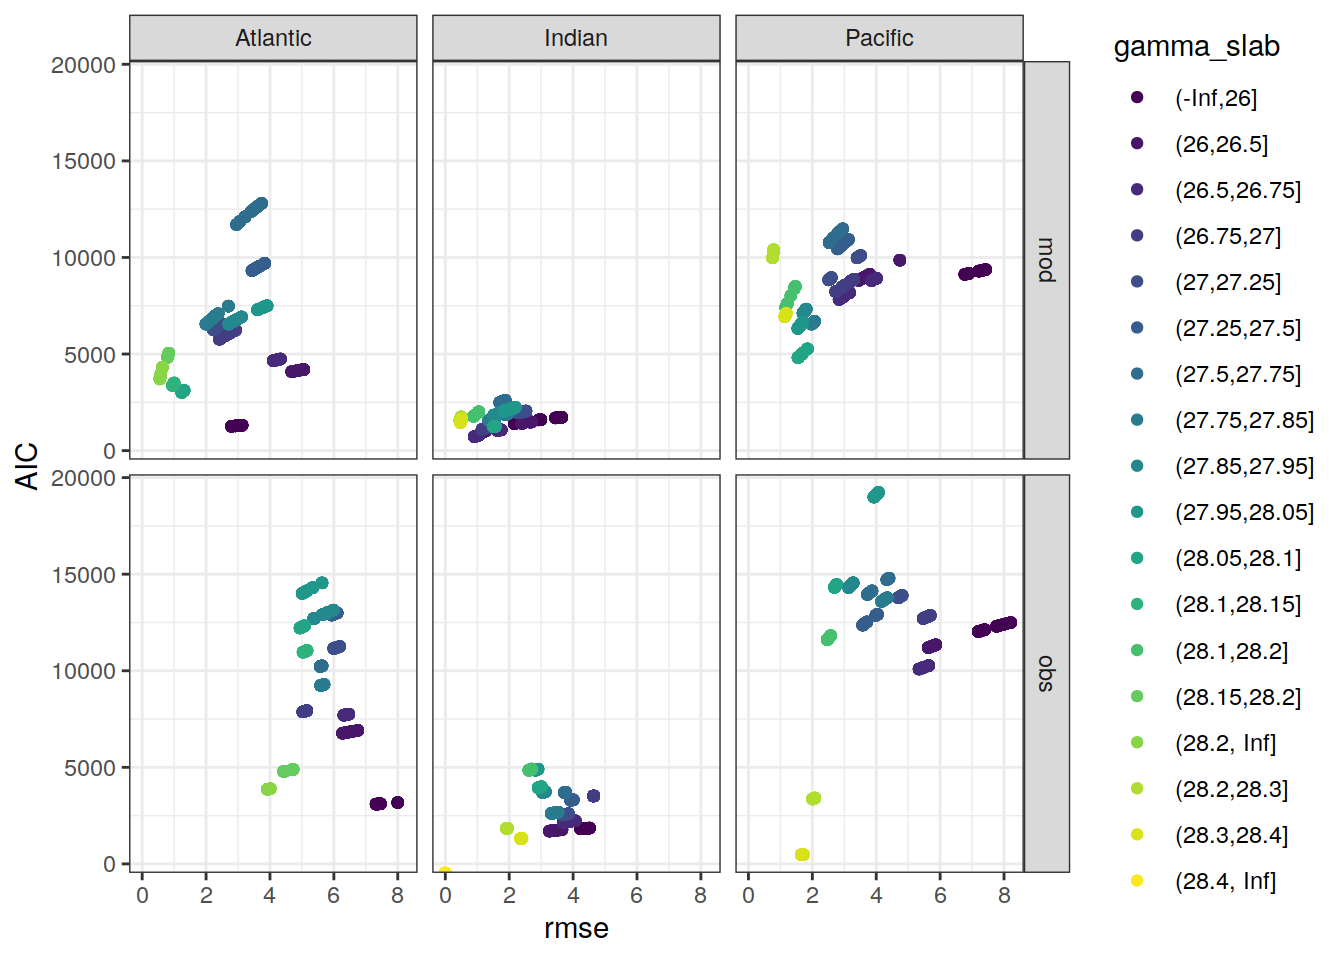 Atlantic
Indian
Pacific
gamma_slab
(-Inf,26]
(26,26.5]
(26.5,26.75]
(26.75,27]
(27,27.25]
(27.25,27.5]
(27.5,27.75]
(27.75,27.85]
(27.85,27.95]
(27.95,28.05]
(28.05,28.1]
(28.1,28.15]
(28.1,28.2]
(28.15,28.2]
(28.2, Inf]
(28.2,28.3]
(28.3,28.4]
(28.4, Inf]
20000
15000
10000
5000
0
mod
AIC
20000
15000
10000
5000
0
obs
0 2 4 6 8
0 2 4 6 8
0 2 4 6 8
rmse